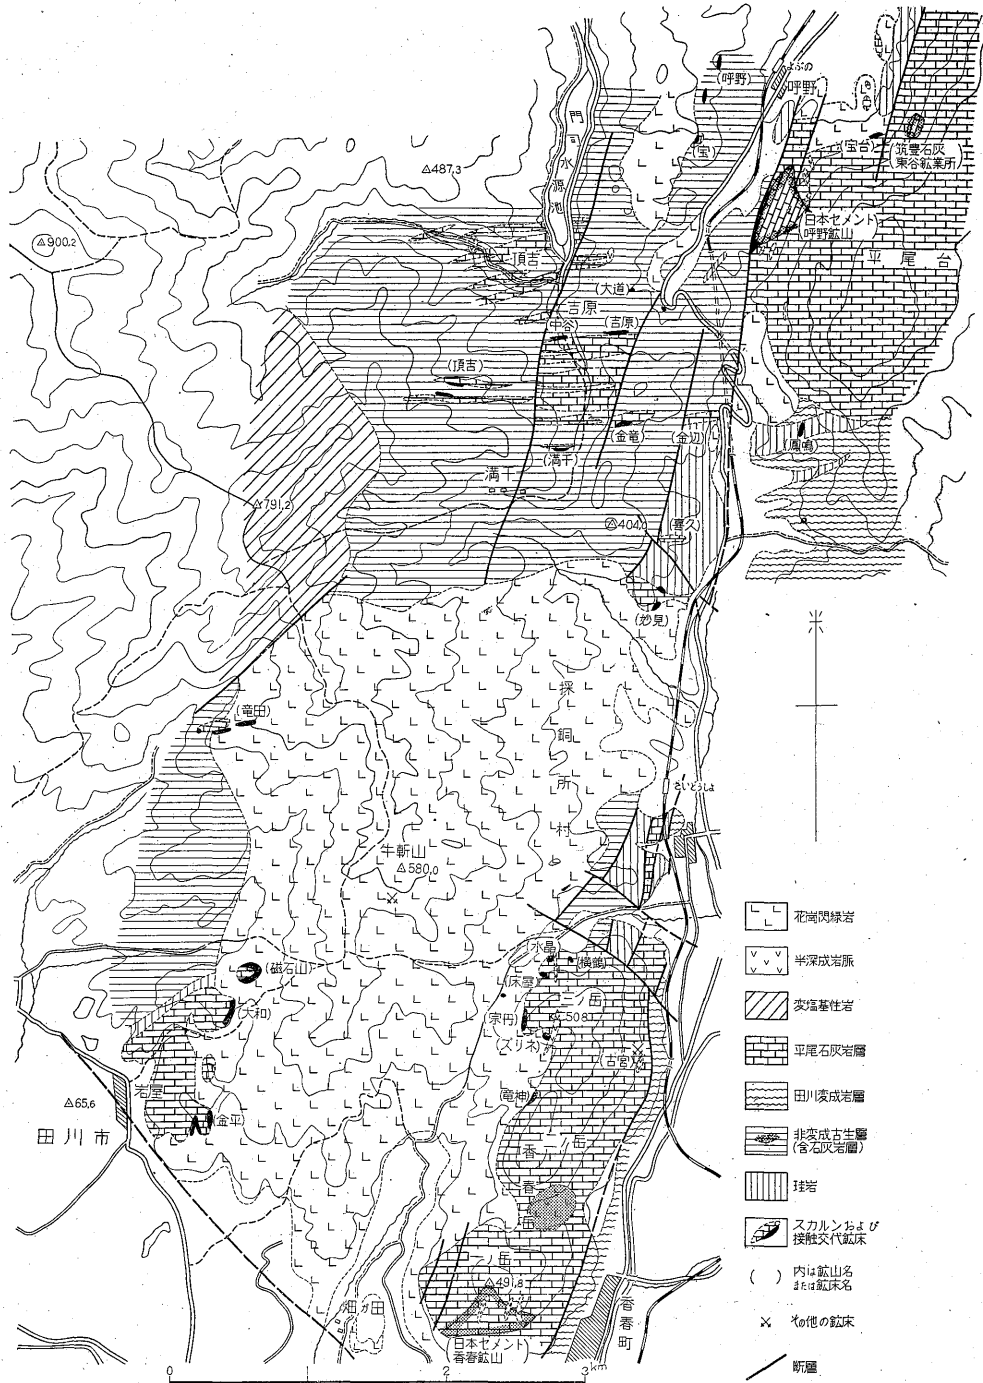 (呼野)
よぶの
呼野
門司水源池
(宝)
(宝台)
(筑豊石灰
東谷鉱業所)
△487.3
日本セメント
呼野鉱山
△900.2
頂吉
平尾台
(大道)
吉原
(中谷)
(吉原)
(頂吉)
(金竜)
(金辺)
(鳳鳴)
(満干)
満干
△791.2
△404.
(喜久)
(妙見)
採銅所村
(竜田)
さいどうしょ
牛斬山
△580.0
花崗閃緑岩
(水晶)
(磁石山)
(横鶴)
半深成岩脈
(床屋)
三ノ岳
(大和)
(宗円)
508.1
変塩基性岩
(ズリネ)
(古宮)
平尾石灰岩層
岩屋
(竜神)
△65.6
田川変成岩層
(金平)
田川市
二ノ岳
非変成古生層
(含石灰岩層)
香春岳
珪岩
スカルンおよび
接触交代鉱床
一ノ岳
△491.8
( ) 内は鉱山名
または鉱床名
畑ガ田
香春町
その他の鉱床
(日本セメント
香春鉱山)
断層
0 2 3km